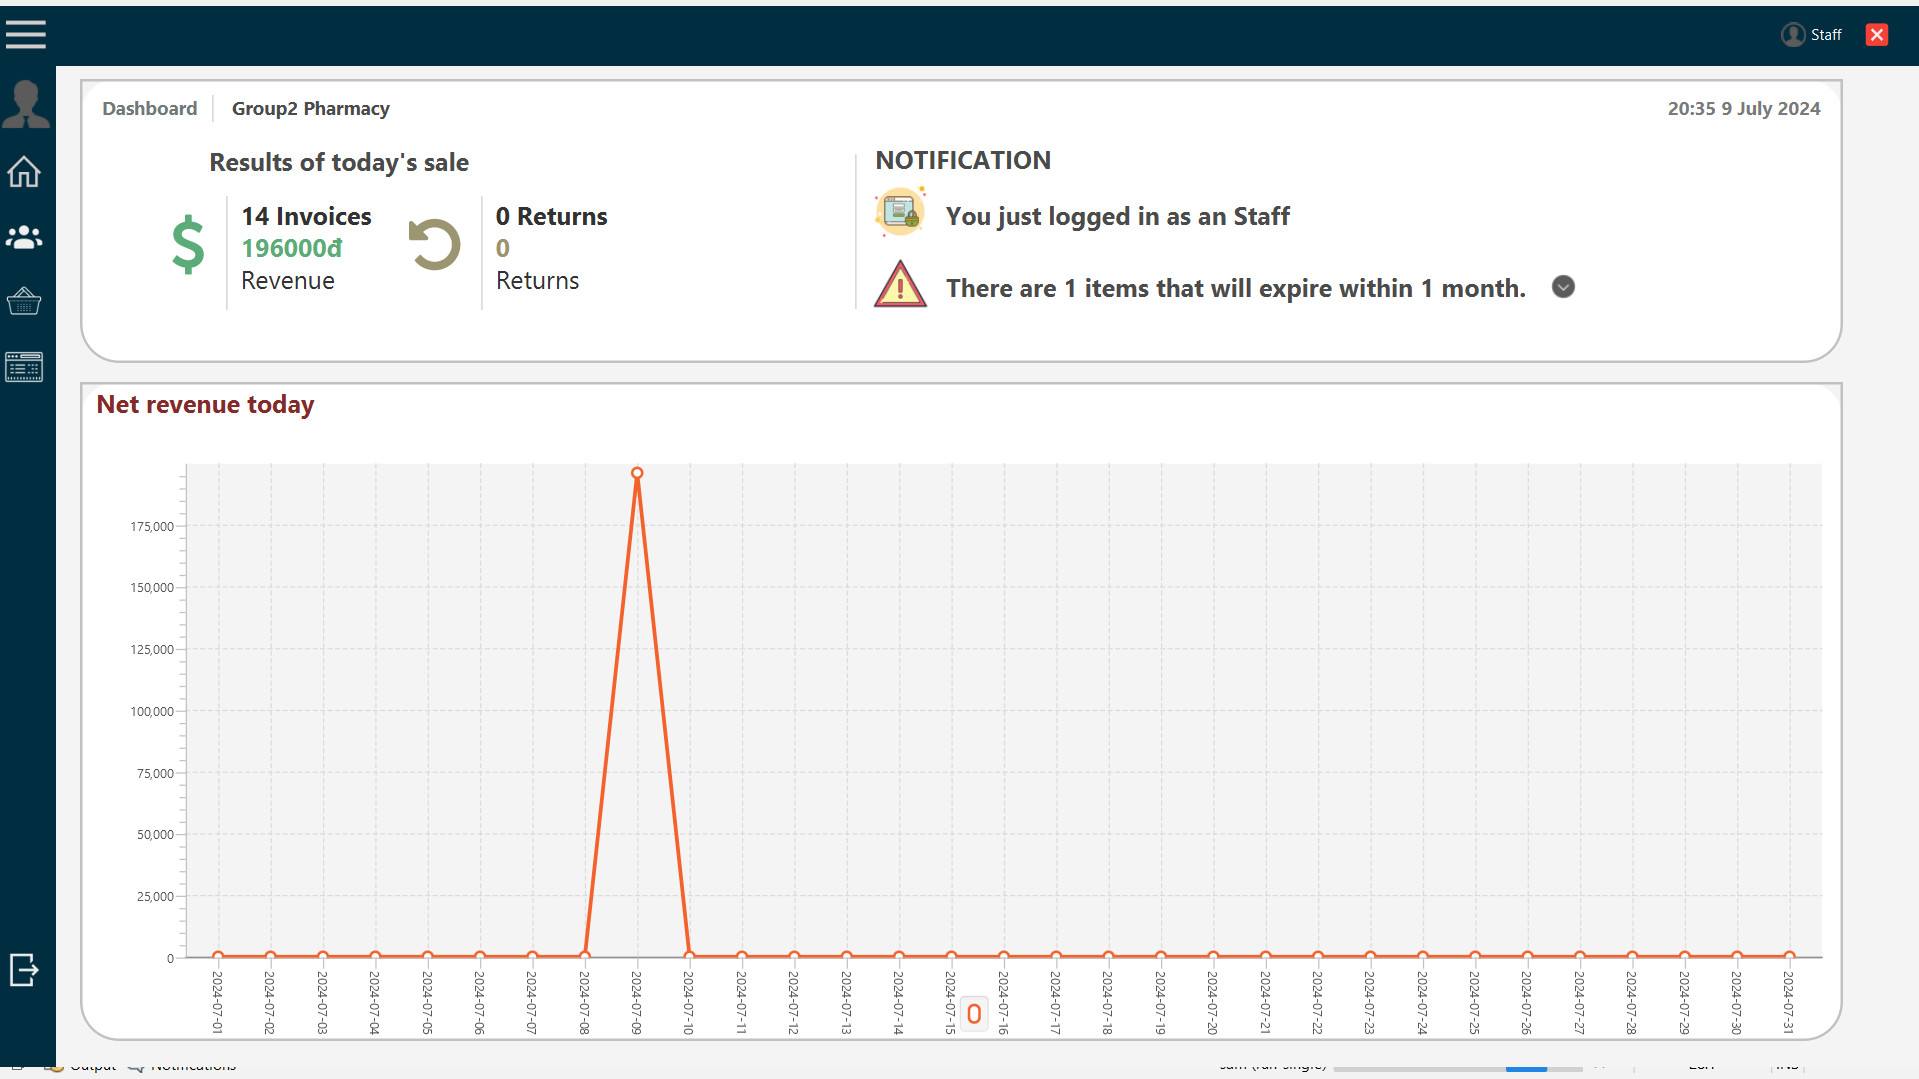 Staff
Dashboard
Group2 Pharmacy
20:35 9 July 2024
Results of today's sale
14 Invoices
196000đ
Revenue
0 Returns
0
Returns
NOTIFICATION
You just logged in as an Staff
There are 1 items that will expire within 1 month.
Net revenue today
175,000
150,000
125,000
100,000
75,000
50,000
25,000
0
2024-07-01
2024-07-02
2024-07-03
2024-07-04
2024-07-05
2024-07-06
2024-07-07
2024-07-08
2024-07-09
2024-07-10
2024-07-11
2024-07-12
2024-07-13
2024-07-14
2024-07-15
2024-07-16
2024-07-17
2024-07-18
2024-07-19
2024-07-20
2024-07-21
2024-07-22
2024-07-23
2024-07-24
2024-07-25
2024-07-26
2024-07-27
2024-07-28
2024-07-29
2024-07-30
2024-07-31
0
Output
Notifications